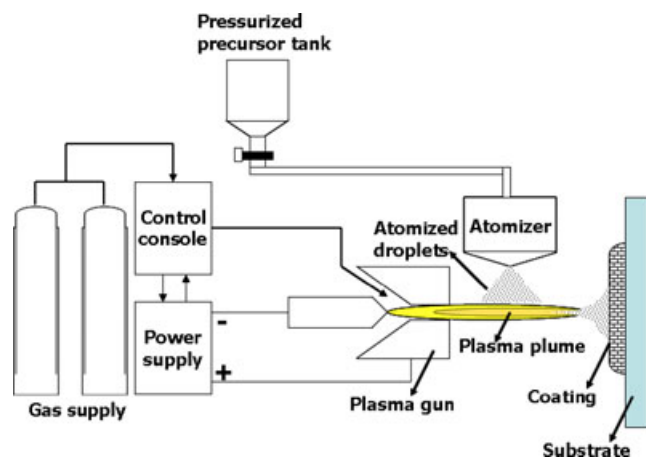 Pressurized
precursor tank
Control
console
Atomized
droplets
Atomizer
-
Power
supply
+
Plasma plume
Plasma gun
Coating
Gas supply
Substrate